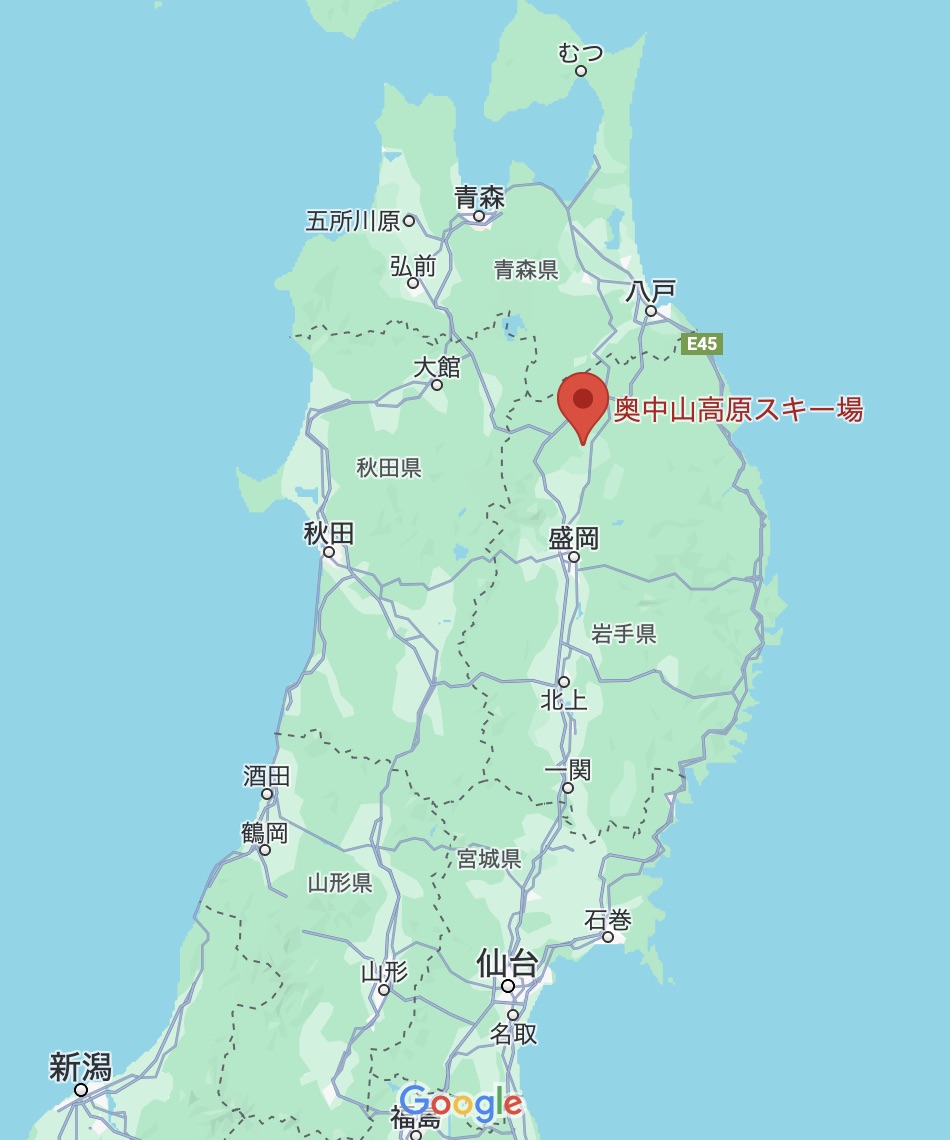 むつ
青森
五所川原
弘前
青森県
八戸
E45
大館
奥中山高原スキー場
秋田県
秋田
盛岡
岩手県
北上
一関
酒田
鶴岡
宮城県
山形県
石巻
仙台
山形
名取
新潟
Google
福島